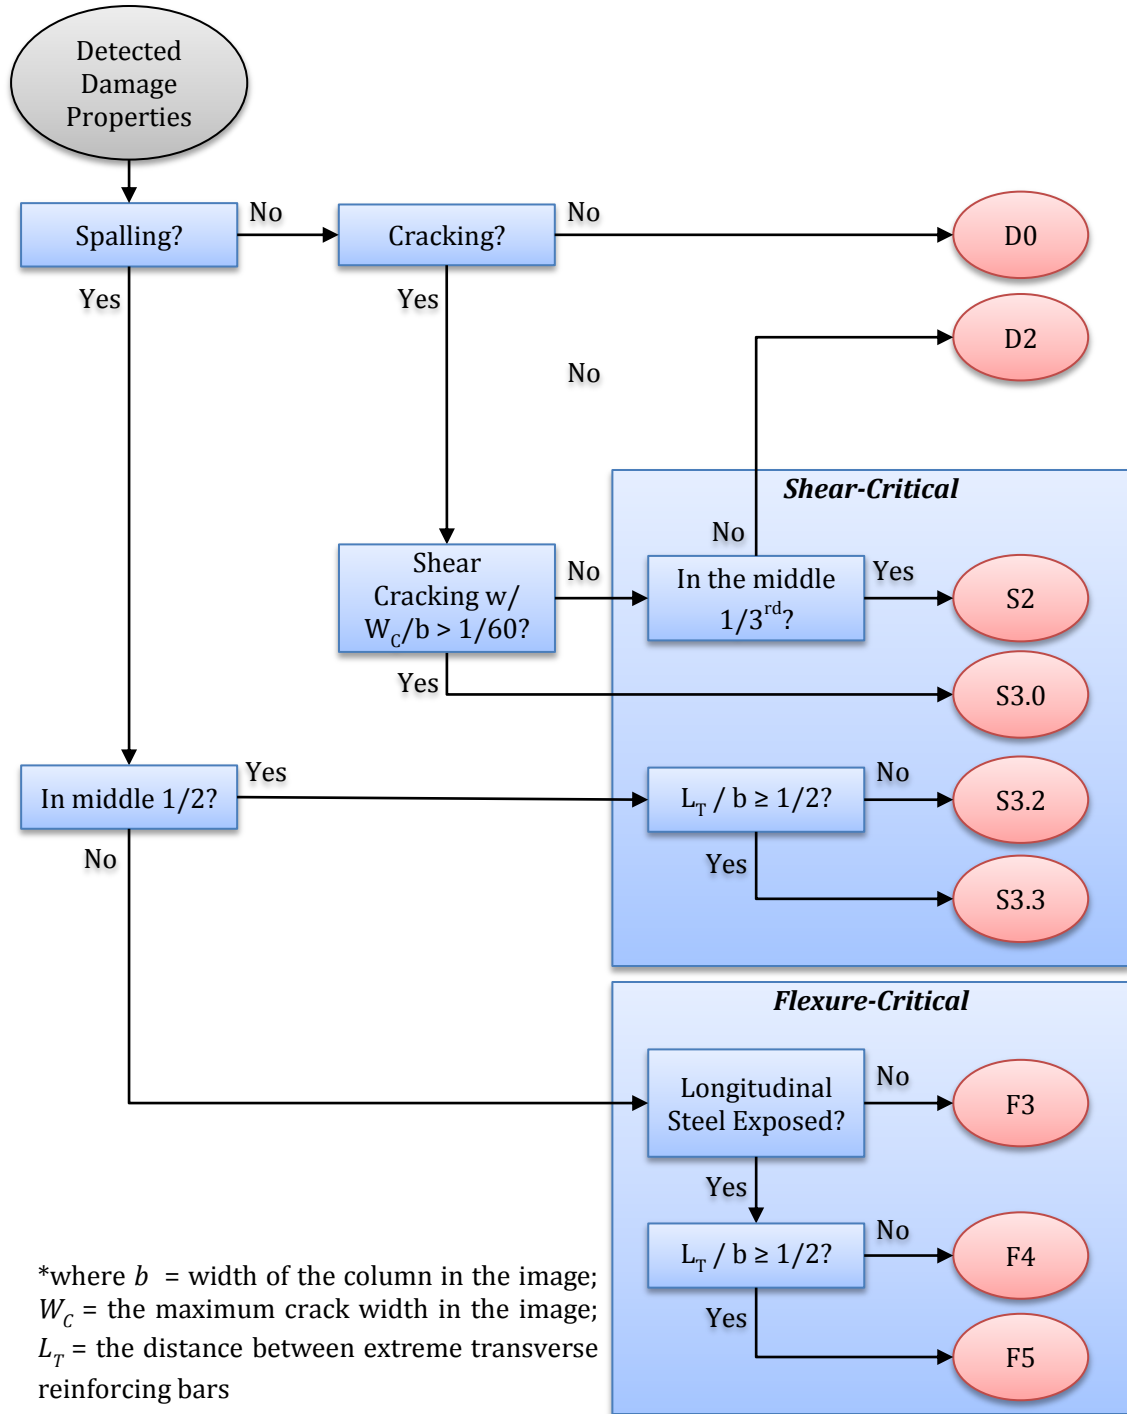 Detected
Damage
Properties
Spalling?
No
Cracking?
No
D0
Yes
Yes
D2
No
Shear-Critical
No
Shear
Cracking w/
W_C/b > 1/60?
No
In the middle
1/3rd?
Yes
S2
Yes
S3.0
In middle 1/2?
Yes
L_T / b ≥ 1/2?
No
S3.2
No
Yes
S3.3
Flexure-Critical
Longitudinal
Steel Exposed?
No
F3
Yes
L_T / b ≥ 1/2?
No
F4
Yes
F5
*where b = width of the column in the image;
W_C = the maximum crack width in the image;
L_T = the distance between extreme transverse
reinforcing bars